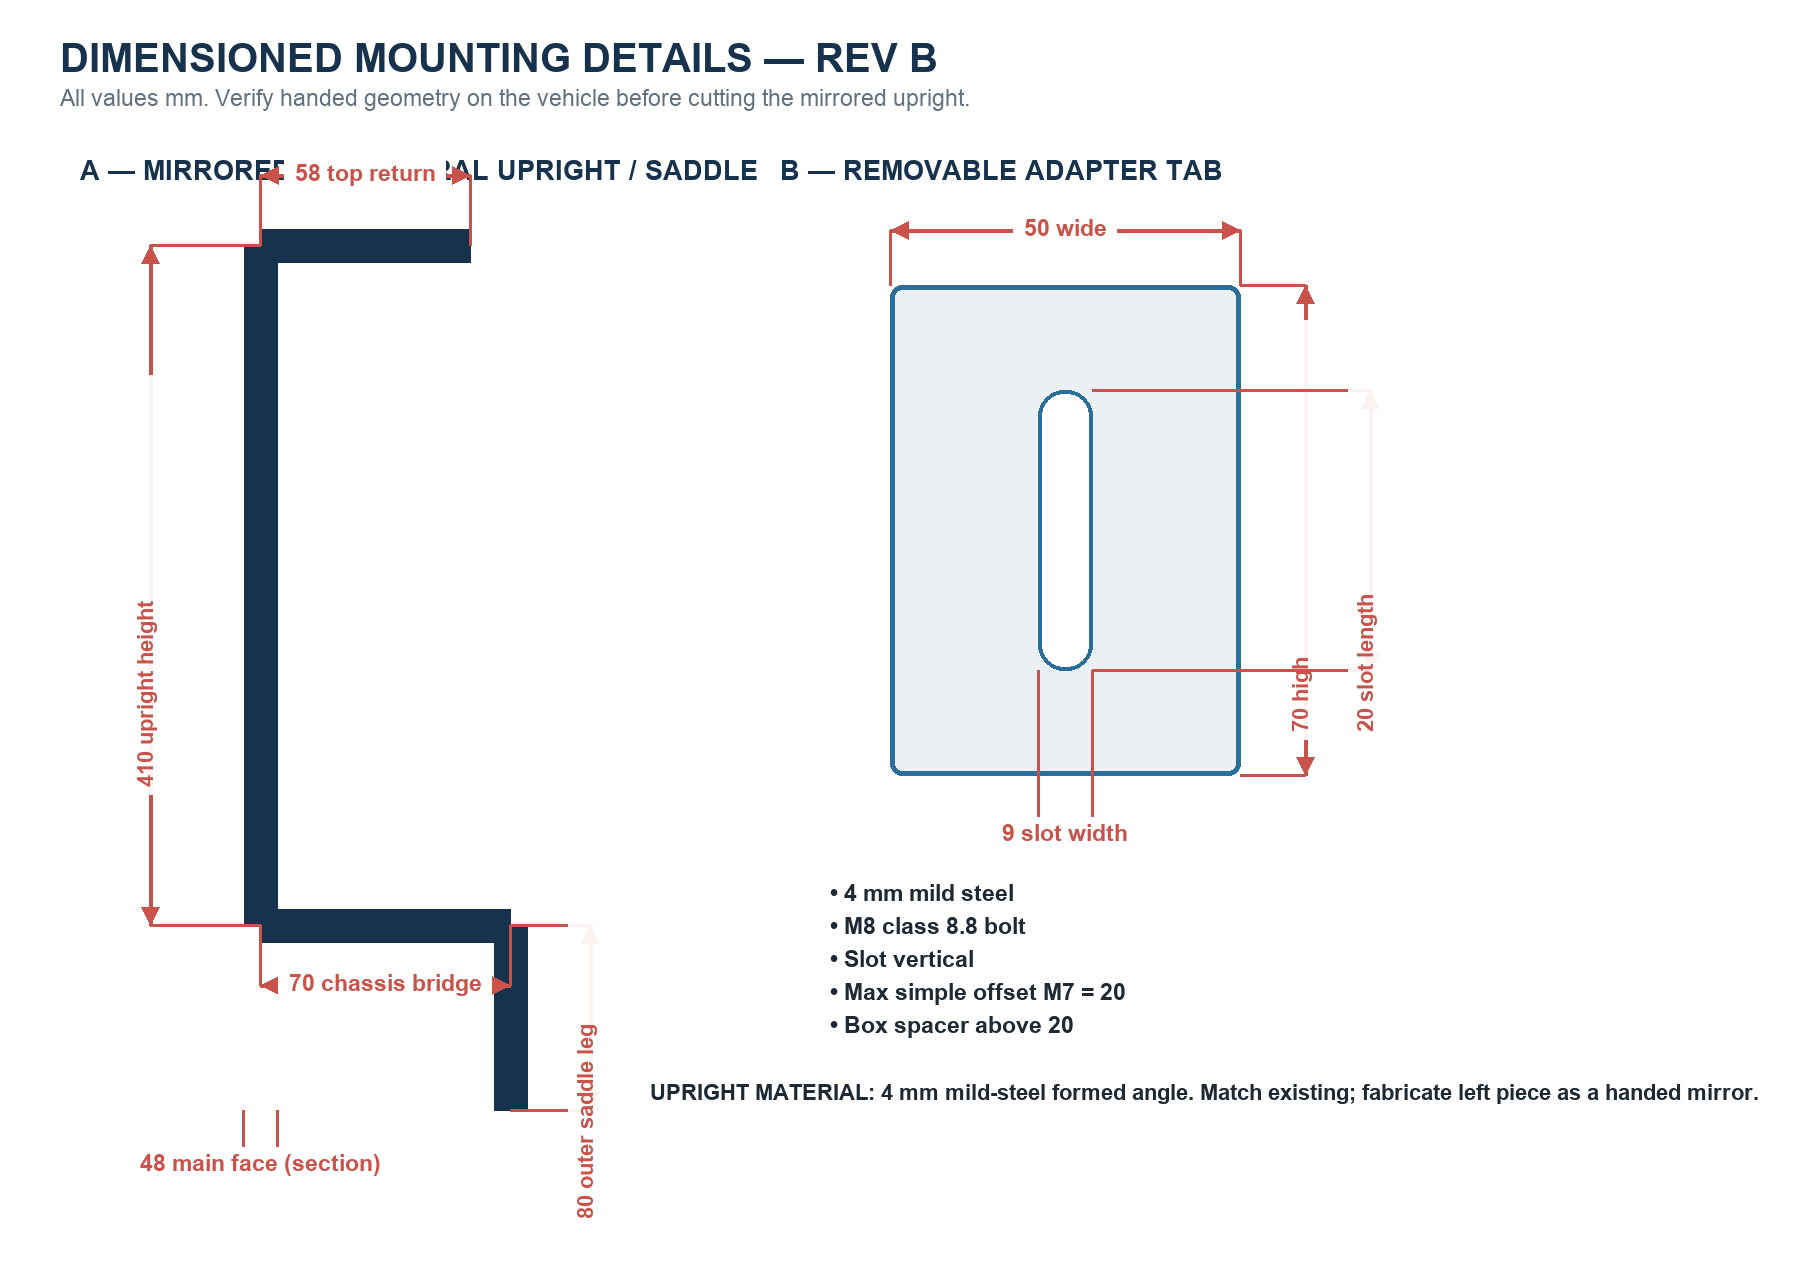 DIMENSIONED MOUNTING DETAILS — REV B
All values mm. Verify handed geometry on the vehicle before cutting the mirrored upright.
A — MIRRORE AL UPRIGHT / SADDLE
58 top return
410 upright height
70 chassis bridge
80 outer saddle leg
48 main face (section)
B — REMOVABLE ADAPTER TAB
50 wide
70 high
20 slot length
9 slot width
• 4 mm mild steel
• M8 class 8.8 bolt
• Slot vertical
• Max simple offset M7 = 20
• Box spacer above 20
UPRIGHT MATERIAL: 4 mm mild-steel formed angle. Match existing; fabricate left piece as a handed mirror.